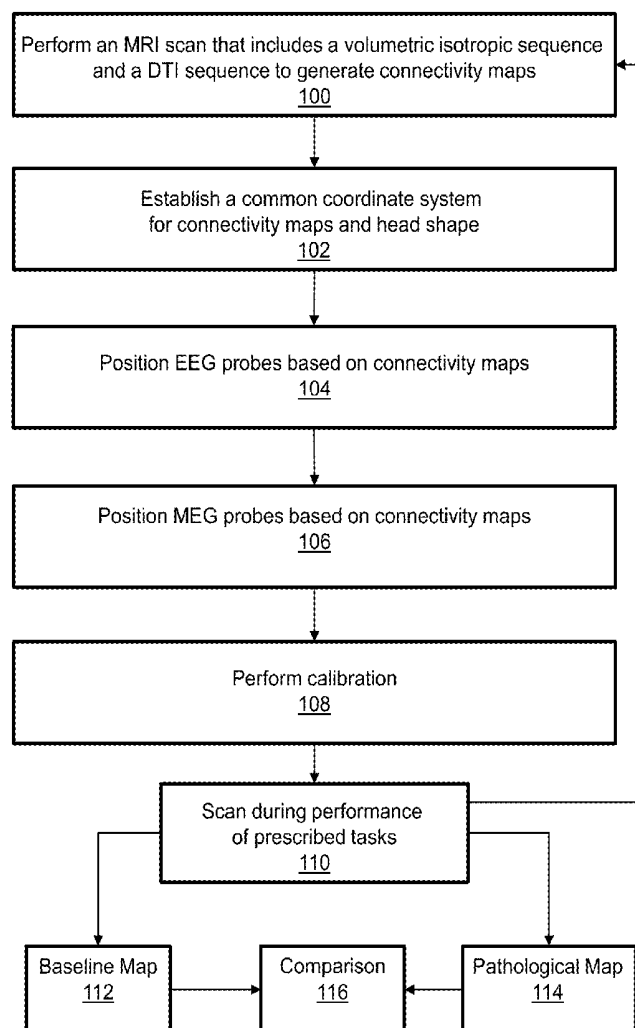 Perform an MRI scan that includes a volumetric isotropic sequence
and a DTI sequence to generate connectivity maps
100
Establish a common coordinate system
for connectivity maps and head shape
102
Position EEG probes based on connectivity maps
104
Position MEG probes based on connectivity maps
106
Perform calibration
108
Scan during performance
of prescribed tasks
110
Baseline Map
112
Comparison
116
Pathological Map
114